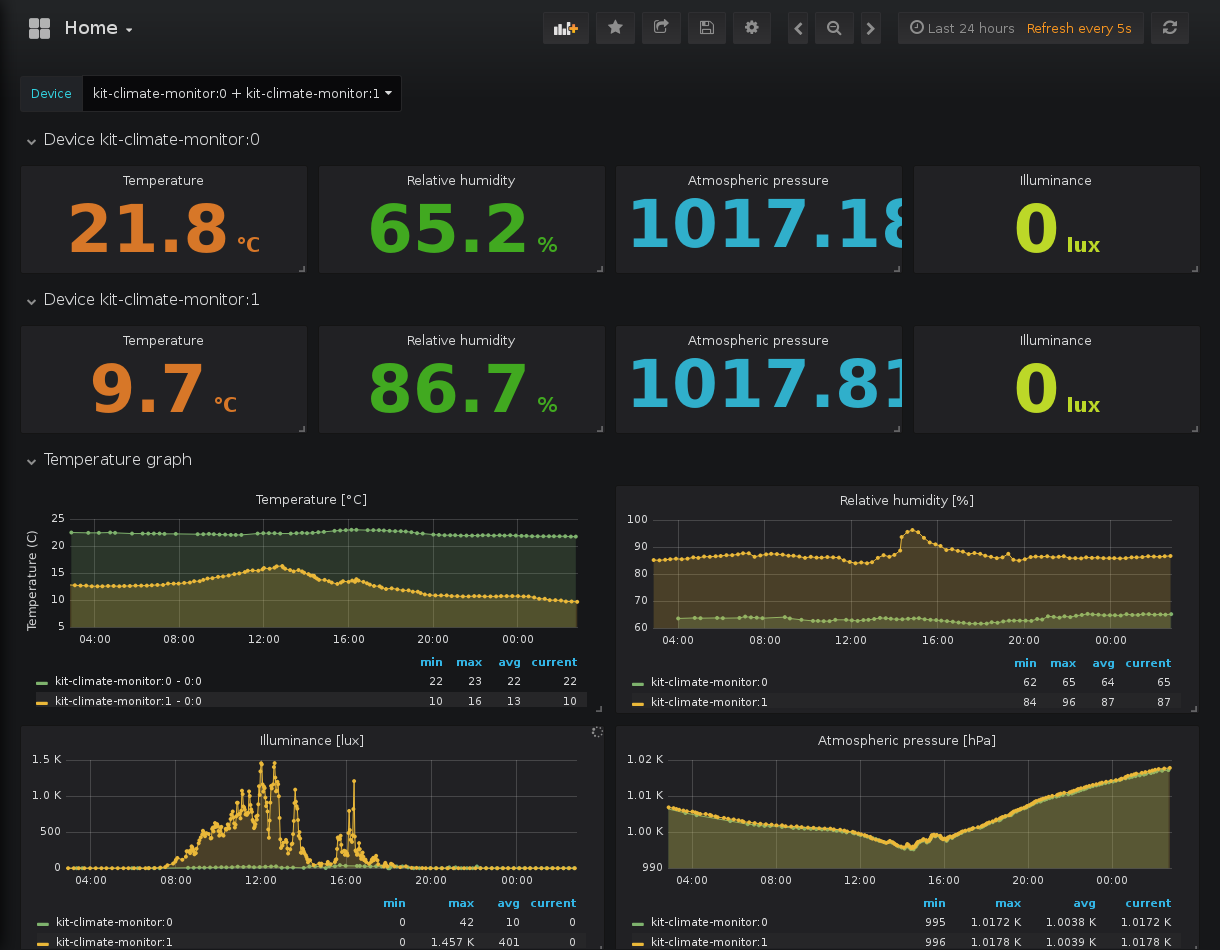 Home
Last 24 hours Refresh every 5s
Device kit-climate-monitor:0 + kit-climate-monitor:1
Device kit-climate-monitor:0
Temperature Relative humidity Atmospheric pressure Illuminance
21.8 °C 65.2 % 1017.18 0 lux
Device kit-climate-monitor:1
Temperature Relative humidity Atmospheric pressure Illuminance
9.7 °C 86.7 % 1017.81 0 lux
Temperature graph
Temperature [°C]
Temperature (C)
25
20
15
10
5
04:00 08:00 12:00 16:00 20:00 00:00
min max avg current
kit-climate-monitor:0 - 0:0 22 23 22 22
kit-climate-monitor:1 - 0:0 10 16 13 10
Relative humidity [%]
100
90
80
70
60
04:00 08:00 12:00 16:00 20:00 00:00
min max avg current
kit-climate-monitor:0 62 65 64 65
kit-climate-monitor:1 84 96 87 87
Illuminance [lux]
1.5 K
1.0 K
500
0
04:00 08:00 12:00 16:00 20:00 00:00
min max avg current
kit-climate-monitor:0 0 42 10 0
kit-climate-monitor:1 0 1.457 K 401 0
Atmospheric pressure [hPa]
1.02 K
1.01 K
1.00 K
990
04:00 08:00 12:00 16:00 20:00 00:00
min max avg current
kit-climate-monitor:0 995 1.0172 K 1.0038 K 1.0172 K
kit-climate-monitor:1 996 1.0178 K 1.0039 K 1.0178 K